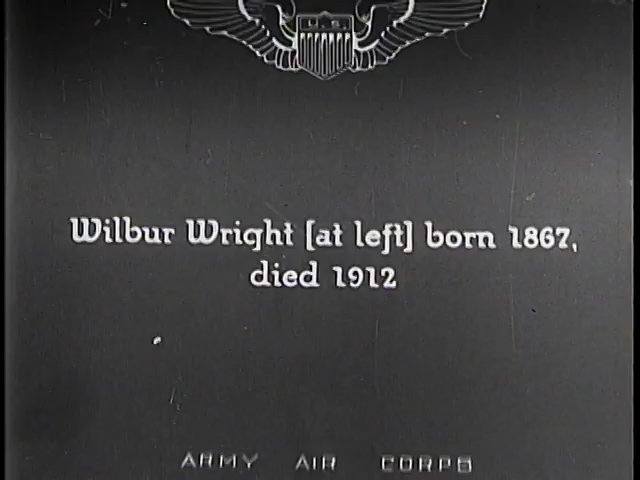 U.S.
Wilbur Wright [at left] born 1867,
died 1912
ARMY AIR CORPS